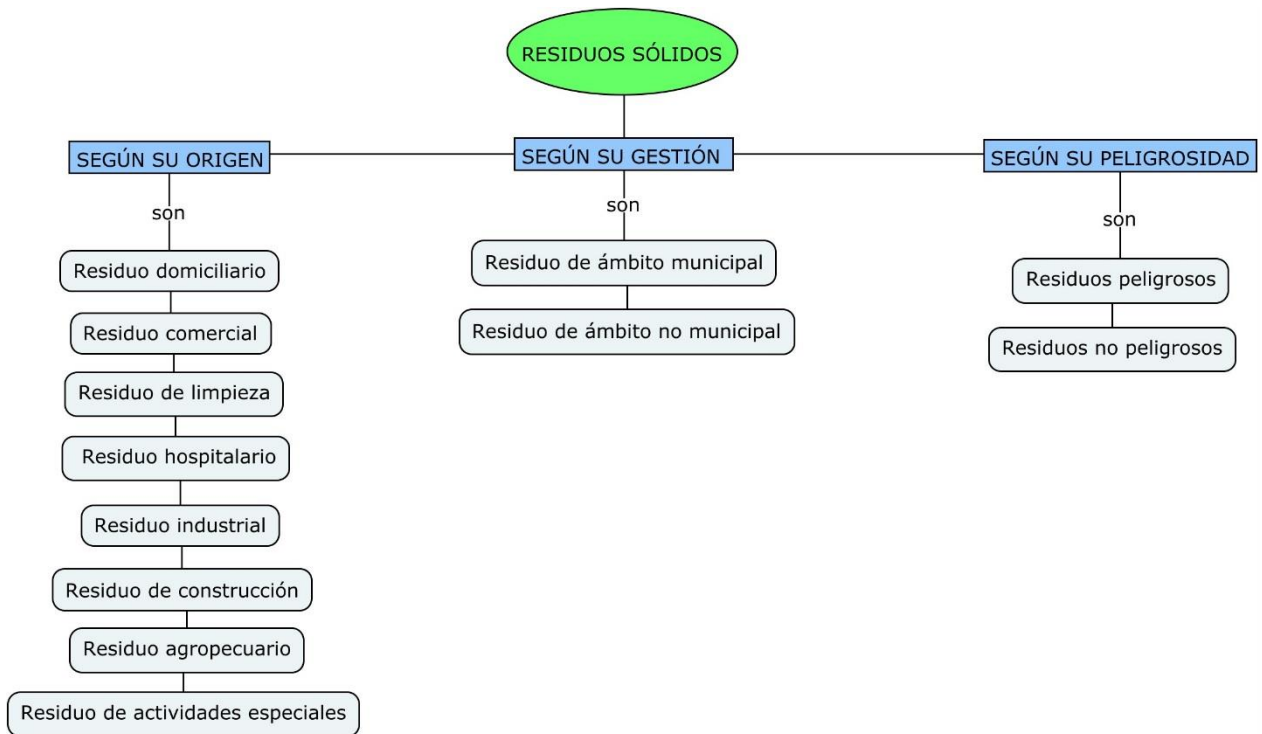 RESIDUOS SÓLIDOS
SEGÚN SU ORIGEN
son
Residuo domiciliario
Residuo comercial
Residuo de limpieza
Residuo hospitalario
Residuo industrial
Residuo de construcción
Residuo agropecuario
Residuo de actividades especiales
SEGÚN SU GESTIÓN
son
Residuo de ámbito municipal
Residuo de ámbito no municipal
SEGÚN SU PELIGROSIDAD
son
Residuos peligrosos
Residuos no peligrosos